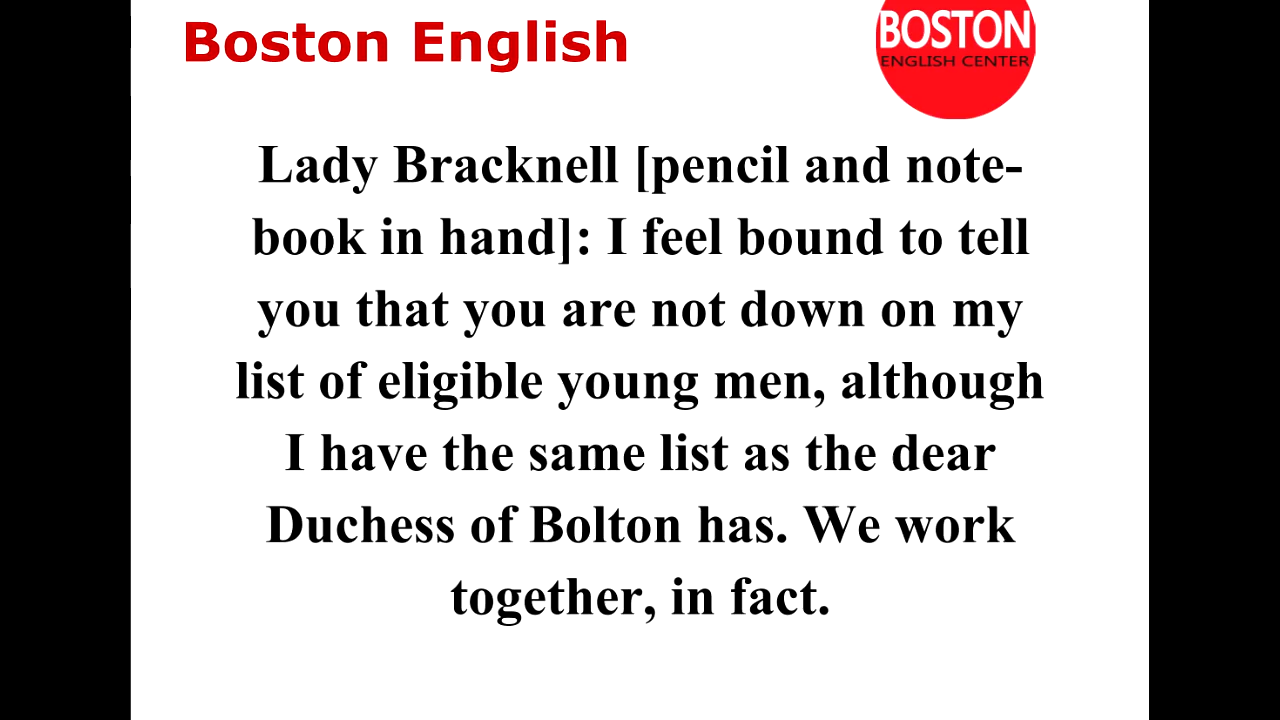 Boston English
BOSTON
ENGLISH CENTER
Lady Bracknell [pencil and note-
book in hand]: I feel bound to tell
you that you are not down on my
list of eligible young men, although
I have the same list as the dear
Duchess of Bolton has. We work
together, in fact.